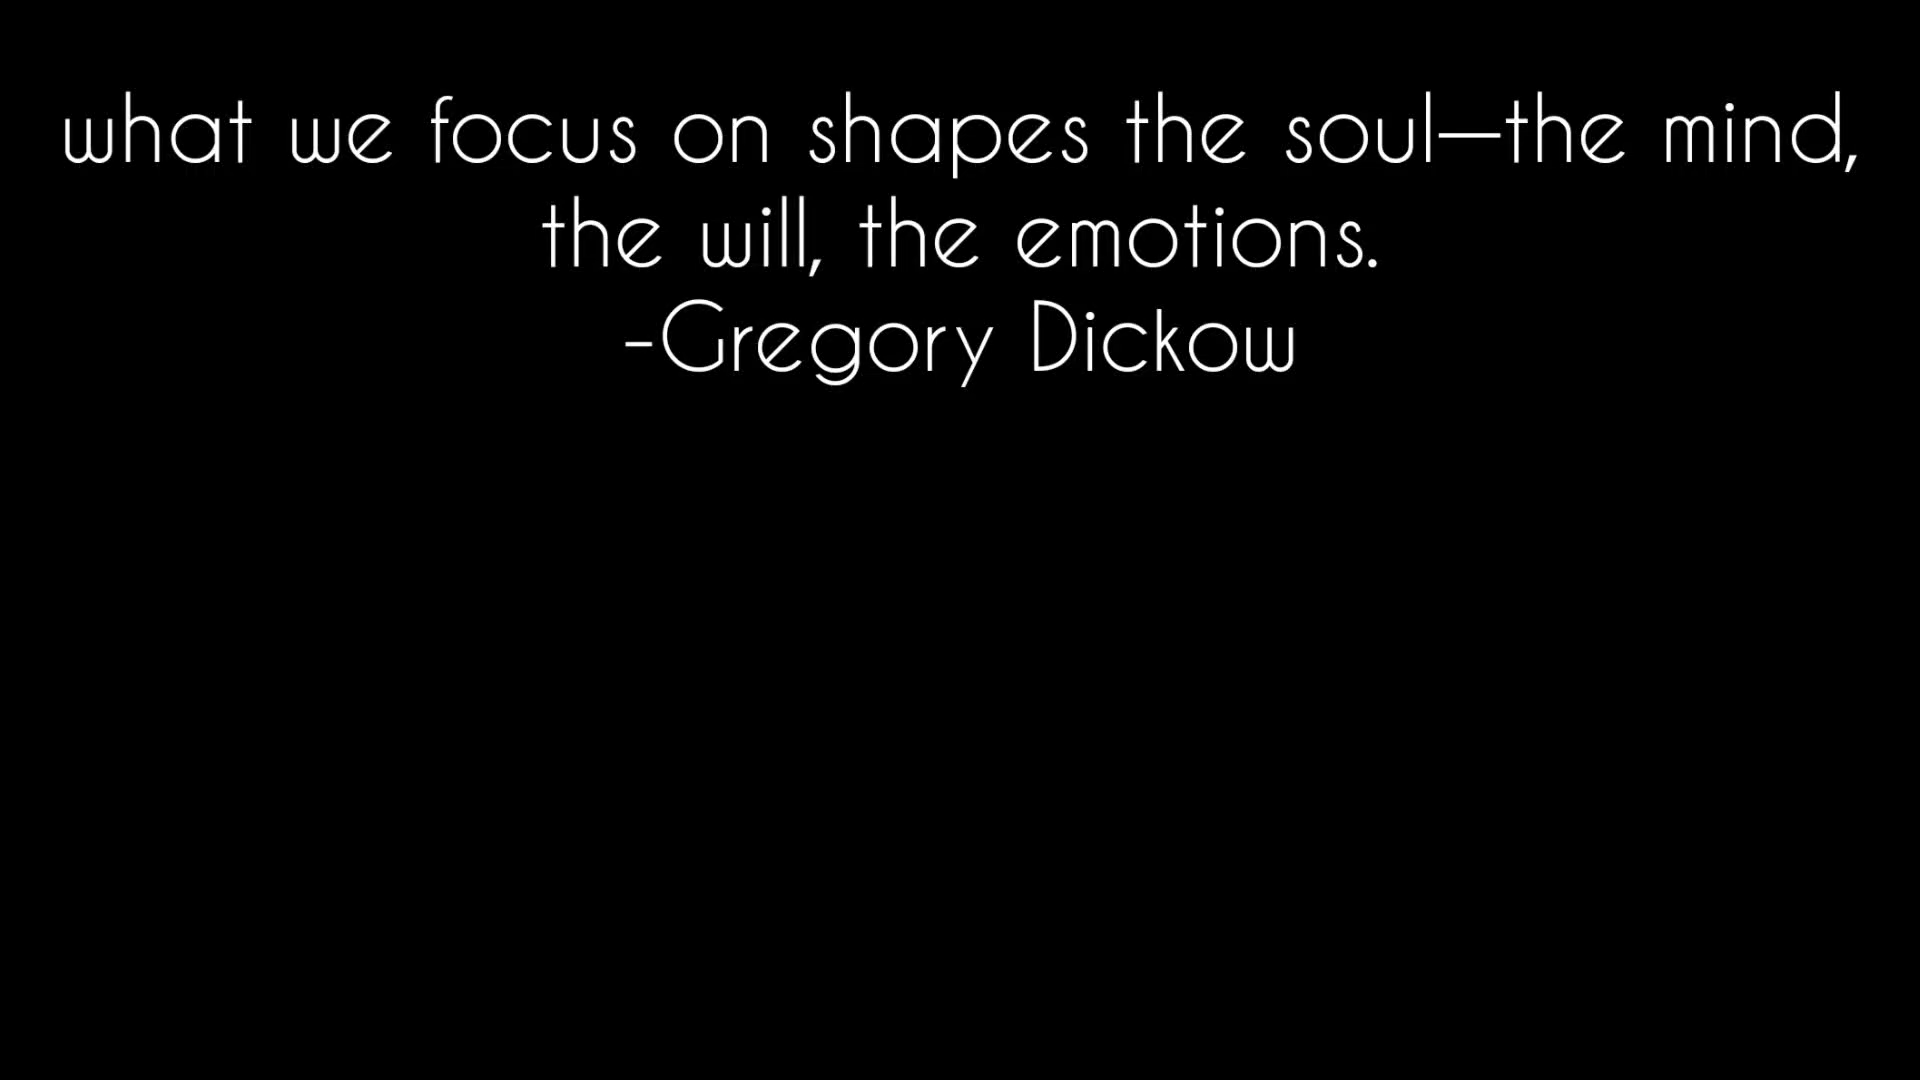 what we focus on shapes the soul—the mind,
the will, the emotions.
-Gregory Dickow